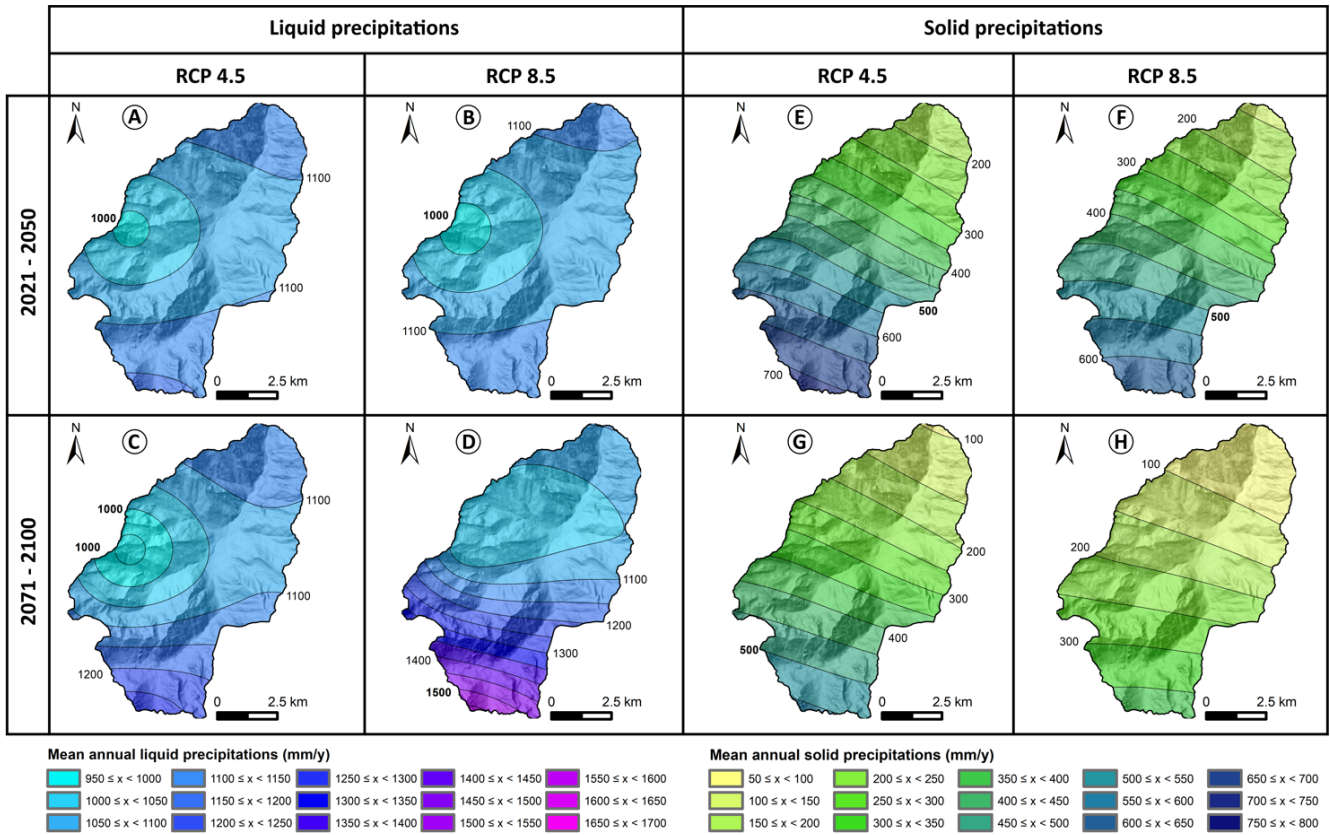 Liquid precipitations
Solid precipitations
RCP 4.5
RCP 8.5
RCP 4.5
RCP 8.5
2021 - 2050
N
A
1000
1100
1100
0
2.5 km
N
B
1100
1000
1100
0
2.5 km
N
E
200
300
400
500
600
700
0
2.5 km
N
F
200
300
400
500
600
0
2.5 km
2071 - 2100
N
C
1000
1000
1100
1100
1200
0
2.5 km
N
D
1100
1200
1300
1400
1500
0
2.5 km
N
G
100
200
300
400
500
0
2.5 km
N
H
100
200
300
0
2.5 km
Mean annual liquid precipitations (mm/y)
950 ≤ x < 1000
1000 ≤ x < 1050
1050 ≤ x < 1100
1100 ≤ x < 1150
1150 ≤ x < 1200
1200 ≤ x < 1250
1250 ≤ x < 1300
1300 ≤ x < 1350
1350 ≤ x < 1400
1400 ≤ x < 1450
1450 ≤ x < 1500
1500 ≤ x < 1550
1550 ≤ x < 1600
1600 ≤ x < 1650
1650 ≤ x < 1700
Mean annual solid precipitations (mm/y)
50 ≤ x < 100
100 ≤ x < 150
150 ≤ x < 200
200 ≤ x < 250
250 ≤ x < 300
300 ≤ x < 350
350 ≤ x < 400
400 ≤ x < 450
450 ≤ x < 500
500 ≤ x < 550
550 ≤ x < 600
600 ≤ x < 650
650 ≤ x < 700
700 ≤ x < 750
750 ≤ x < 800